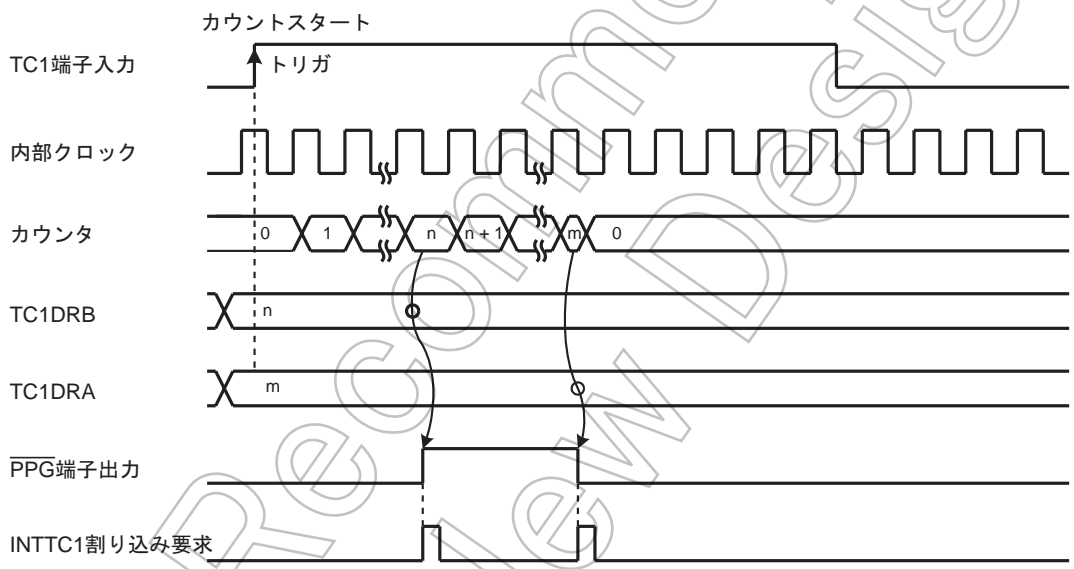 カウントスタート
TC1端子入力
トリガ
内部クロック
カウンタ
0 1 n n + 1 m 0
TC1DRB
n
TC1DRA
m
PPG端子出力
INTTC1割り込み要求